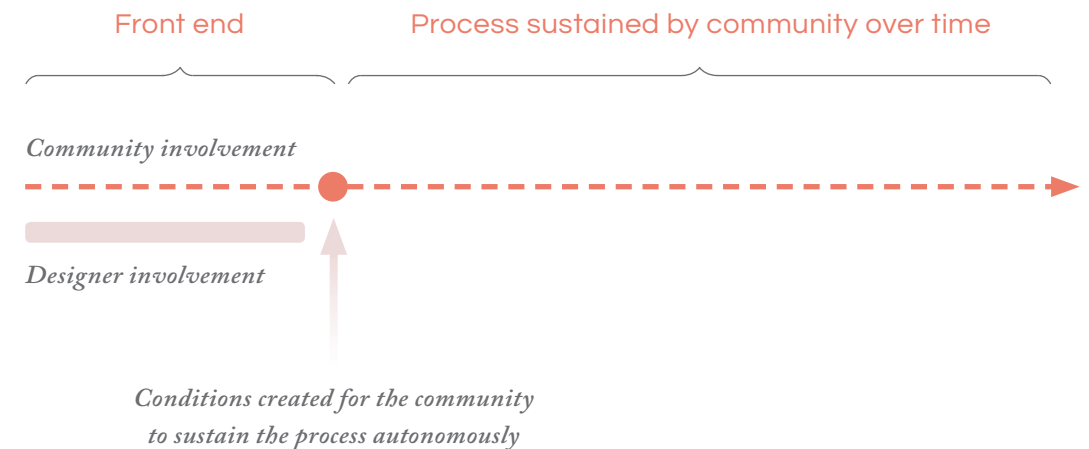 Front end
Process sustained by community over time
Community involvement
Designer involvement
Conditions created for the community
to sustain the process autonomously